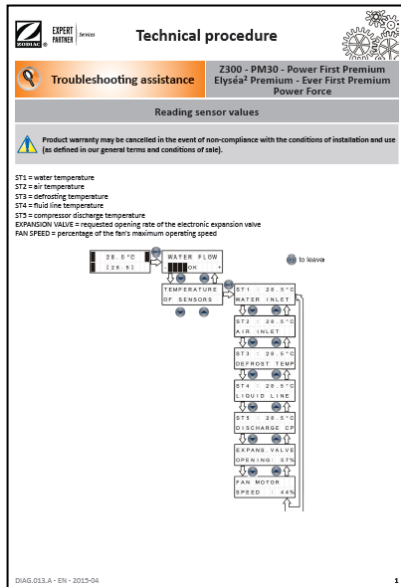 ZODIAC
EXPERT
PARTNER
Services
Technical procedure
Troubleshooting assistance
Z300 - PM30 - Power First Premium
Elyséa² Premium - Ever First Premium
Power Force
Reading sensor values
Product warranty may be cancelled in the event of non-compliance with the conditions of installation and use
(as defined in our general terms and conditions of sale).
ST1 = water temperature
ST2 = air temperature
ST3 = defrosting temperature
ST4 = fluid line temperature
ST5 = compressor discharge temperature
EXPANSION VALVE = requested opening rate of the electronic expansion valve
FAN SPEED = percentage of the fan's maximum operating speed
28.0°C
[28.5]
WATER FLOW
- OK +
to leave
TEMPERATURE
OF SENSORS
ST1 : 28.5°C
WATER INLET
ST2 : 28.5°C
AIR INLET
ST3 : 28.5°C
DEFROST TEMP
ST4 : 28.5°C
LIQUID LINE
ST5 : 28.5°C
DISCHARGE CP
EXPANS.VALVE
OPENING: 57%
FAN MOTOR
SPEED : 44%
DIAG.013.A - EN - 2015-04
1